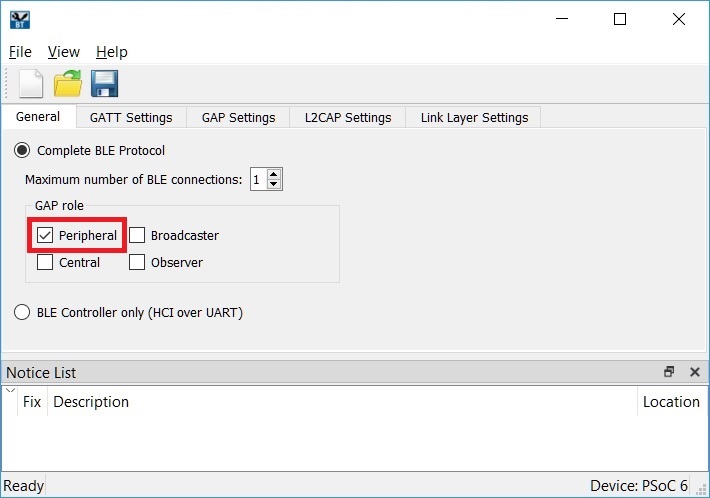 BT
File View Help
General GATT Settings GAP Settings L2CAP Settings Link Layer Settings
Complete BLE Protocol
Maximum number of BLE connections: 1
GAP role
Peripheral Broadcaster
Central Observer
BLE Controller only (HCI over UART)
Notice List
Fix Description Location
Ready Device: PSoC 6